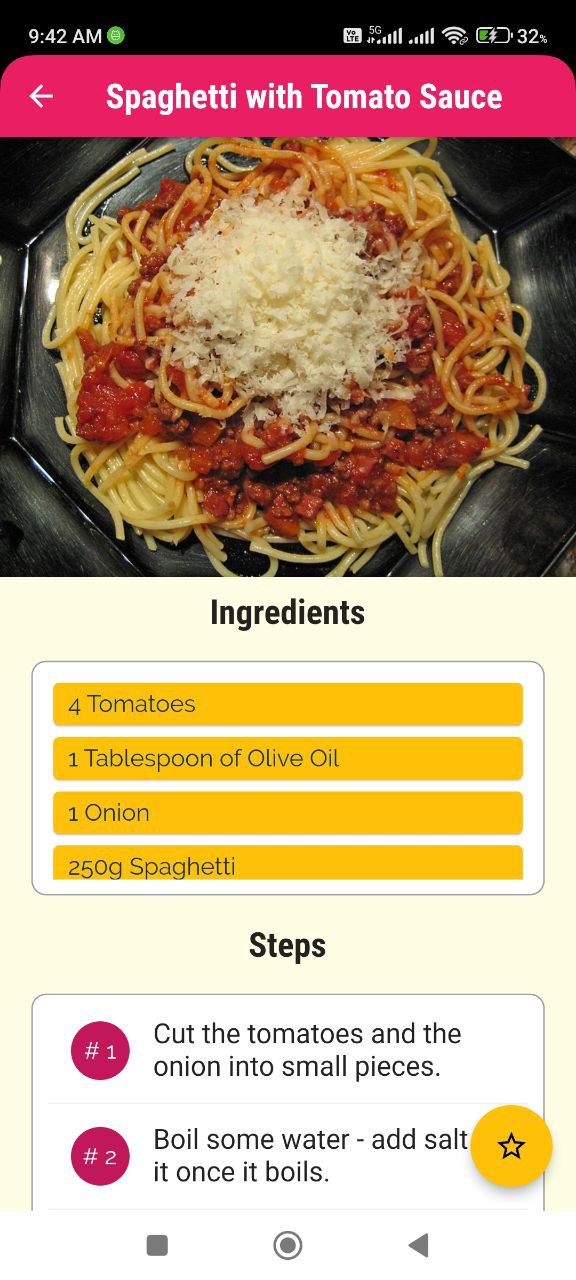 9:42 AM
Vo
LTE
5G
32%
Spaghetti with Tomato Sauce
Ingredients
4 Tomatoes
1 Tablespoon of Olive Oil
1 Onion
250g Spaghetti
Steps
# 1
Cut the tomatoes and the
onion into small pieces.
# 2
Boil some water - add salt
it once it boils.